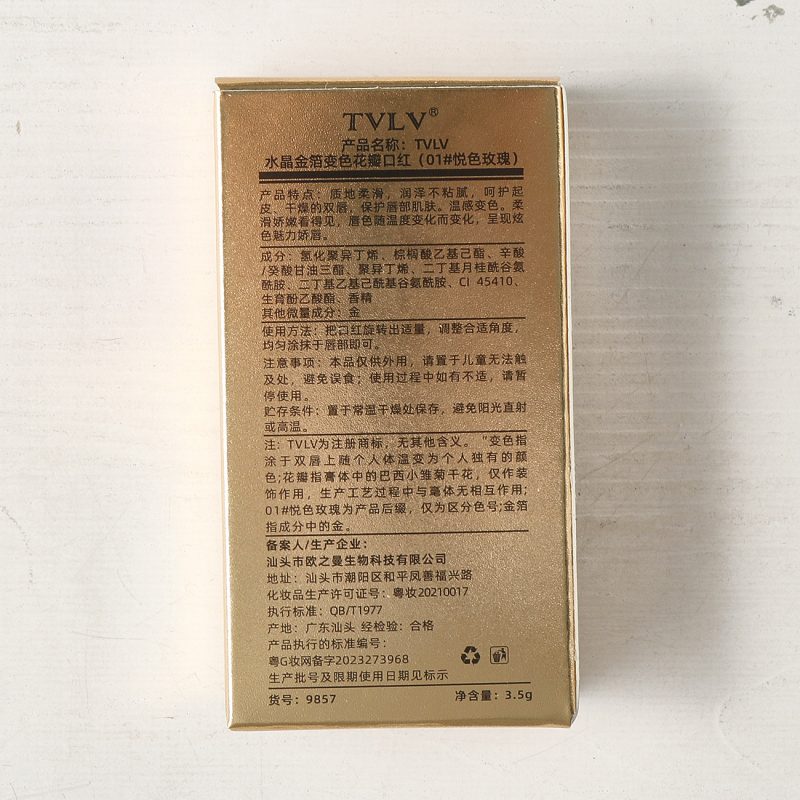 TVLV®
产品名称：TVLV
水晶金箔变色花瓣口红（01#悦色玫瑰）
产品特点：质地柔滑，润泽不粘腻，呵护起
皮、干燥的双唇，保护唇部肌肤。温感变色。柔
滑娇嫩看得见，唇色随温度变化而变化，呈现炫
色魅力娇唇。
成分：氢化聚异丁烯、棕榈酸乙基己酯、辛酸
/癸酸甘油三酯、聚异丁烯、二丁基月桂酰谷氨
酰胺、二丁基乙基己酰基谷氨酰胺、CI 45410、
生育酚乙酸酯、香精
其他微量成分：金
使用方法：把口红旋转出适量，调整合适角度，
均匀涂抹于唇部即可。
注意事项：本品仅供外用，请置于儿童无法触
及处，避免误食；使用过程中如有不适，请暂
停使用。
贮存条件：置于常温干燥处保存，避免阳光直射
或高温。
注：TVLV为注册商标，无其他含义。“变色指
涂于双唇上随个人体温变为个人独有的颜
色;花瓣指膏体中的巴西小雏菊干花，仅作装
饰作用，生产工艺过程中与膏体无相互作用;
01#悦色玫瑰为产品后缀，仅为区分色号;金箔
指成分中的金。
备案人/生产企业：
汕头市欧之曼生物科技有限公司
地址：汕头市潮阳区和平凤善福兴路
化妆品生产许可证号：粤妆20210017
执行标准：QB/T1977
产地：广东汕头 经检验：合格
产品执行的标准编号：
粤G妆网备字2023273968
生产批号及限期使用日期见标示
货号：9857
净含量：3.5g